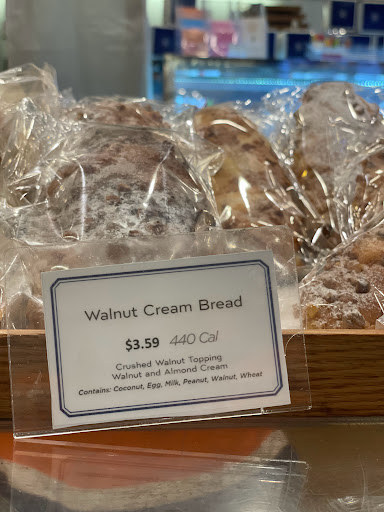 Walnut Cream Bread
$3.59 440 Cal
Crushed Walnut Topping
Walnut and Almond Cream
Contains: Coconut, Egg, Milk, Peanut, Walnut, Wheat